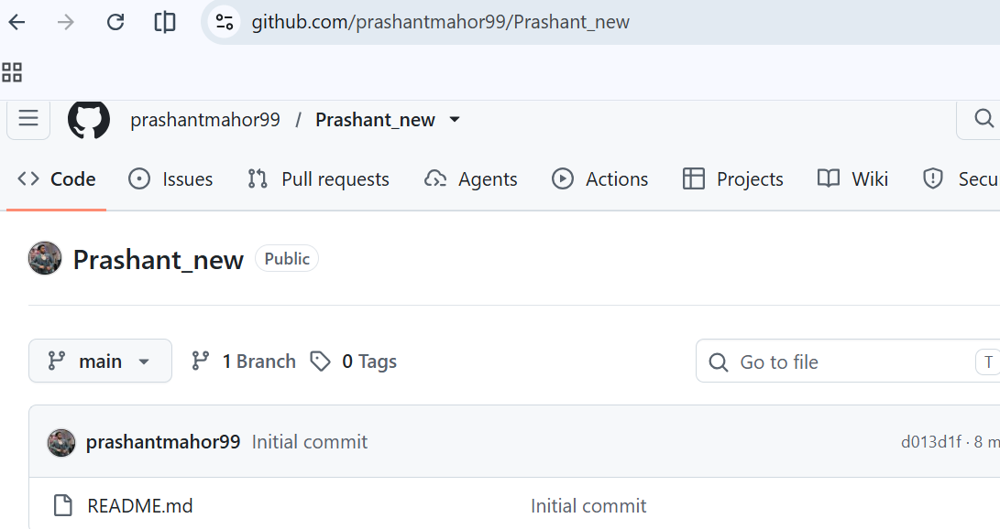 github.com/prashantmahor99/Prashant_new
prashantmahor99 / Prashant_new
Code Issues Pull requests Agents Actions Projects Wiki Secu
Prashant_new Public
main 1 Branch 0 Tags Go to file T
prashantmahor99 Initial commit d013d1f · 8 m
README.md Initial commit